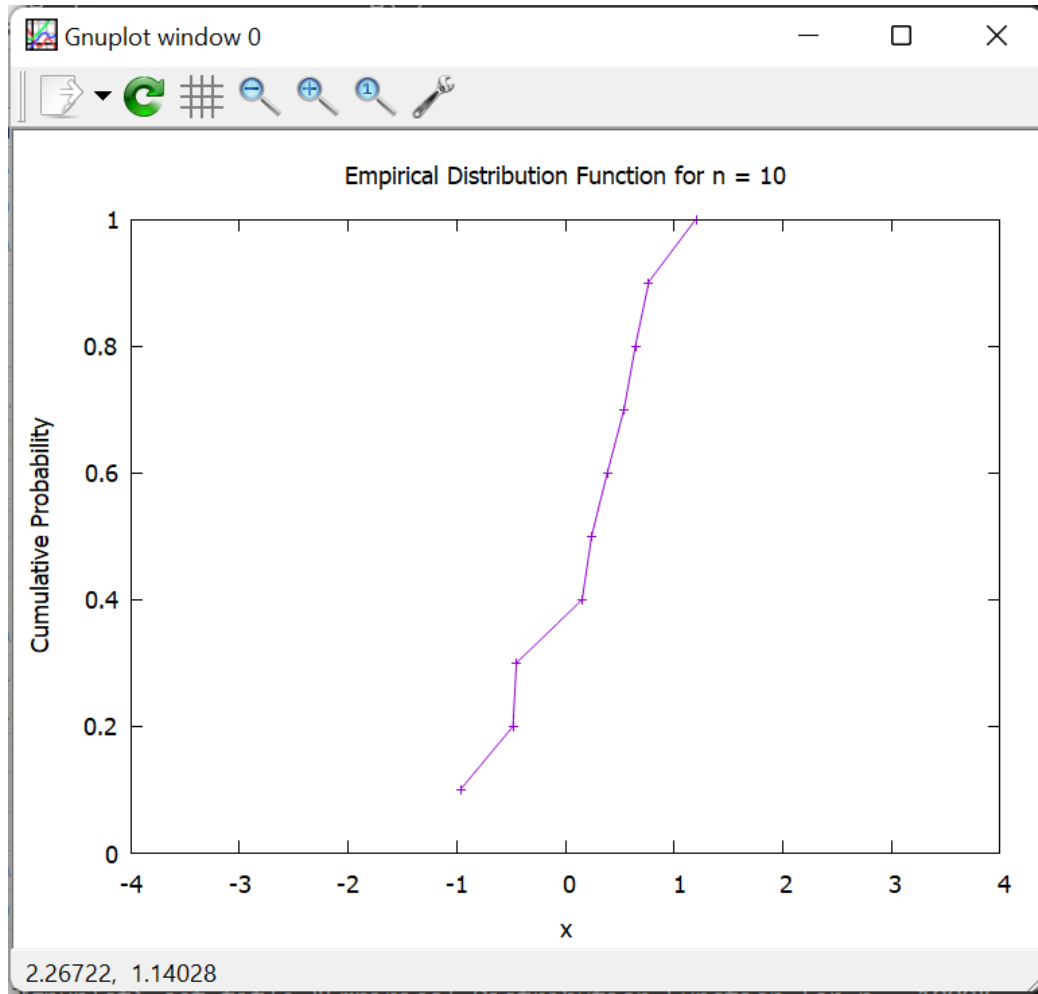 Gnuplot window 0
1
Empirical Distribution Function for n = 10
1
0.8
0.6
0.4
0.2
0
Cumulative Probability
-4 -3 -2 -1 0 1 2 3 4
x
2.26722, 1.14028